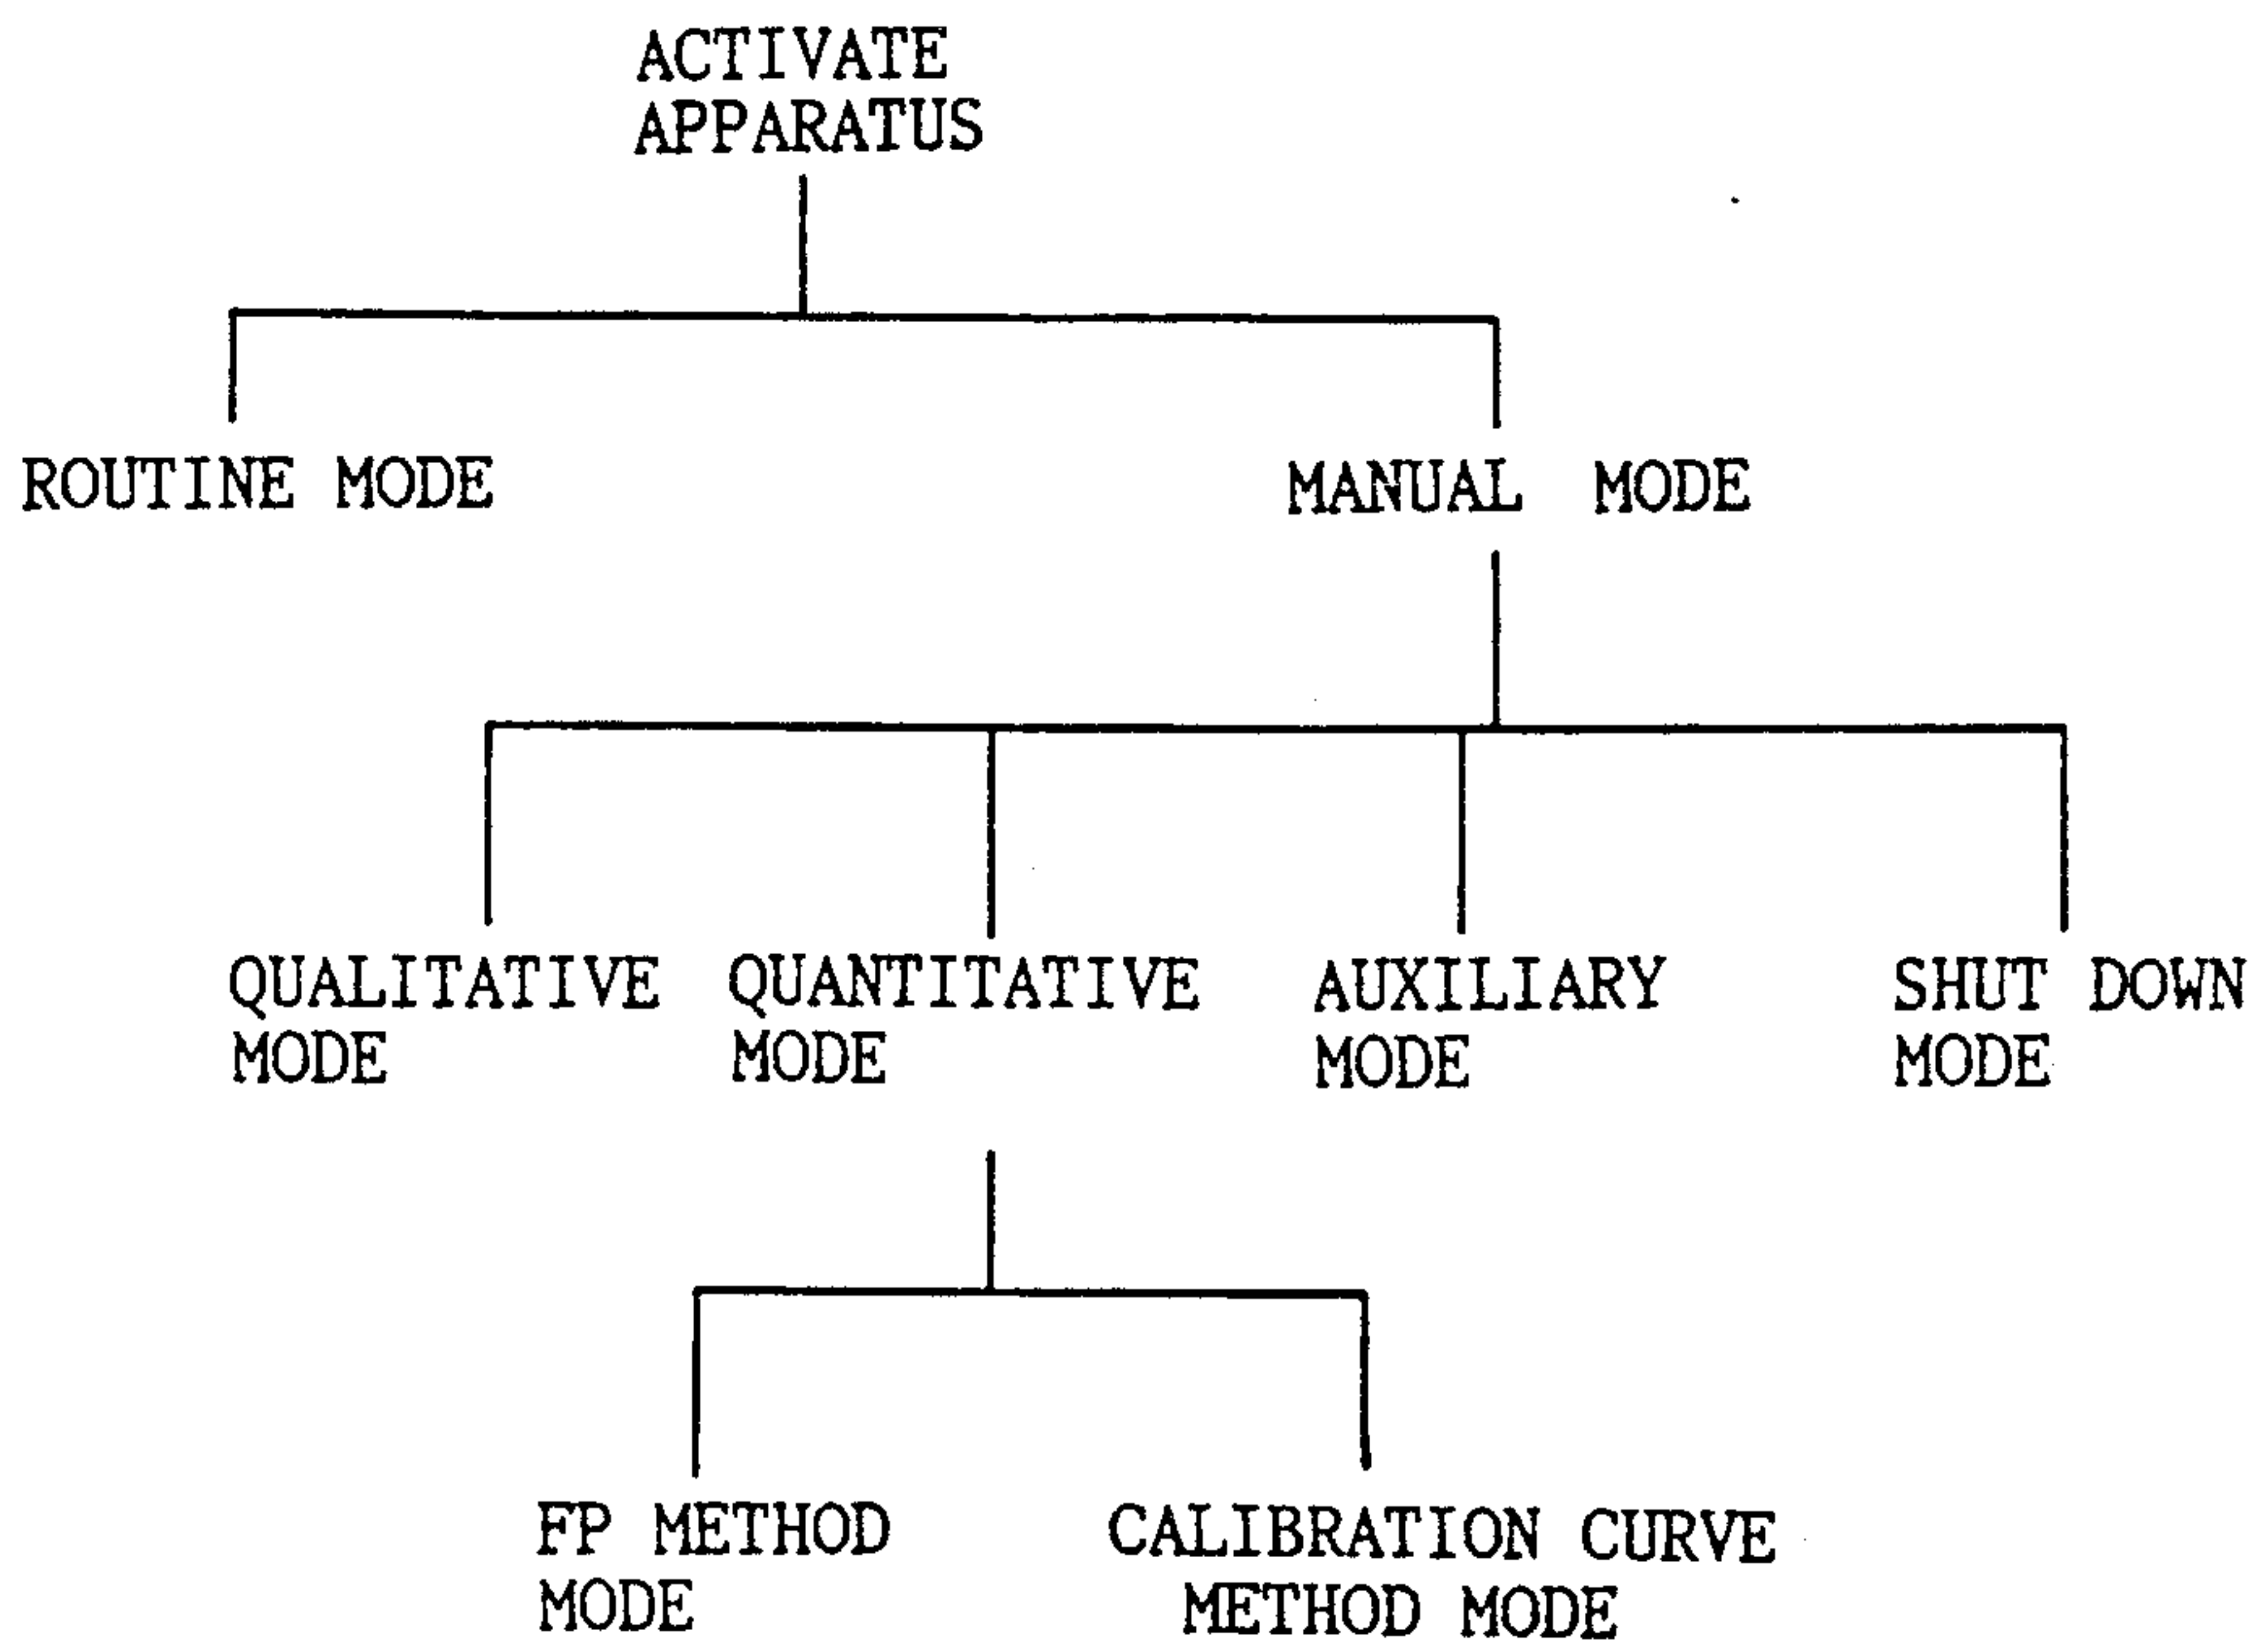 ACTIVATE
APPARATUS
ROUTINE MODE
MANUAL MODE
QUALITATIVE
MODE
QUANTITATIVE
MODE
AUXILIARY
MODE
SHUT DOWN
MODE
FP METHOD
MODE
CALIBRATION CURVE
METHOD MODE